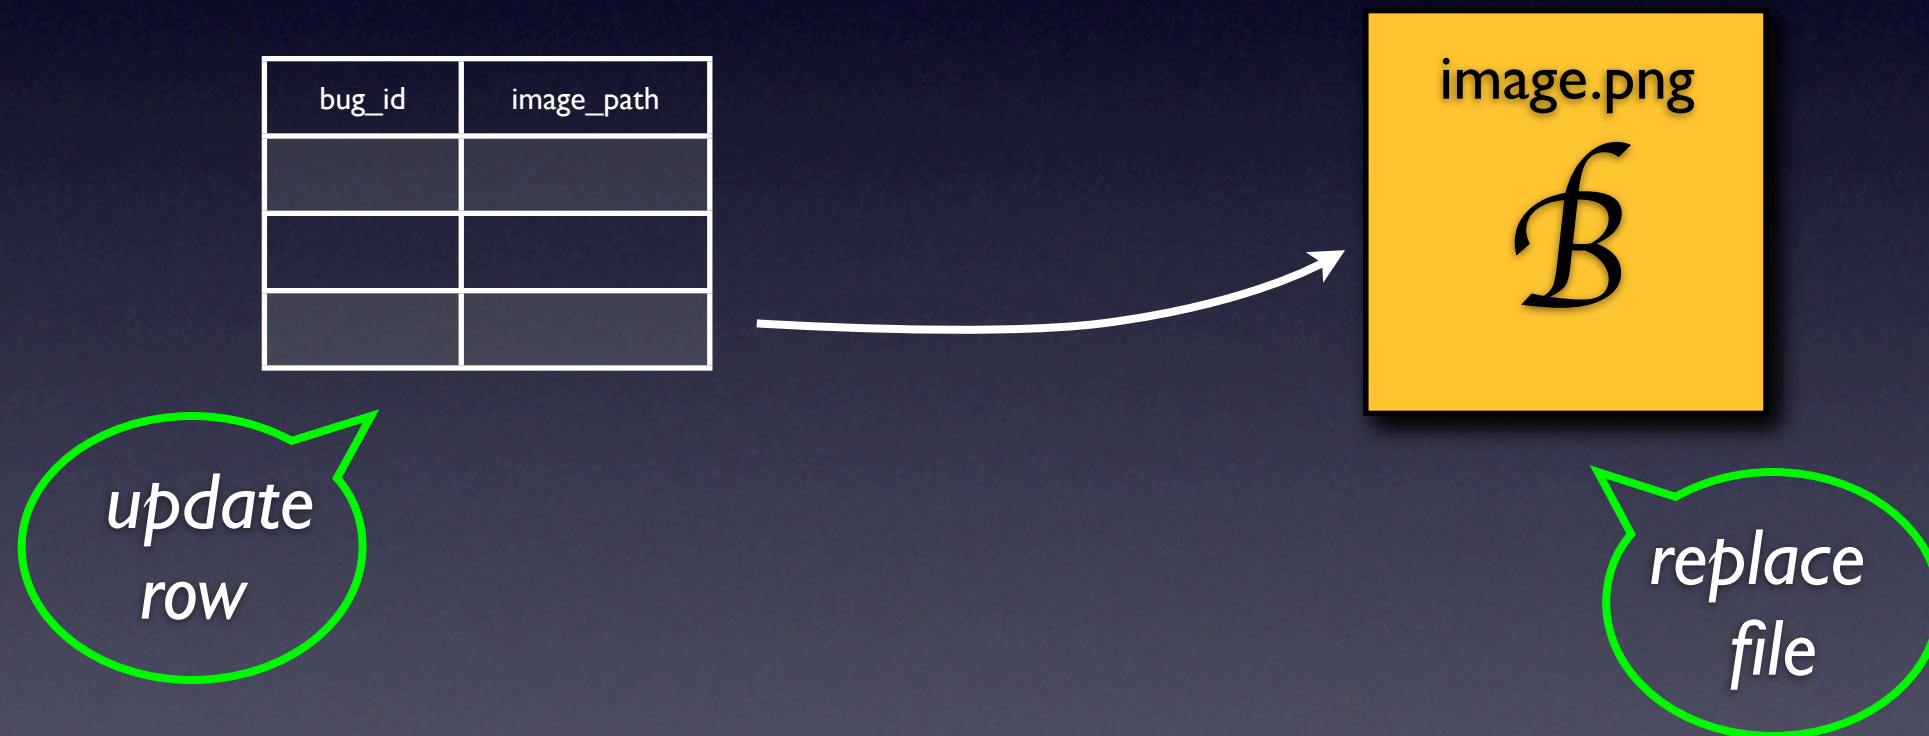 bug_id image_path
image.png
B
update
row
replace
file